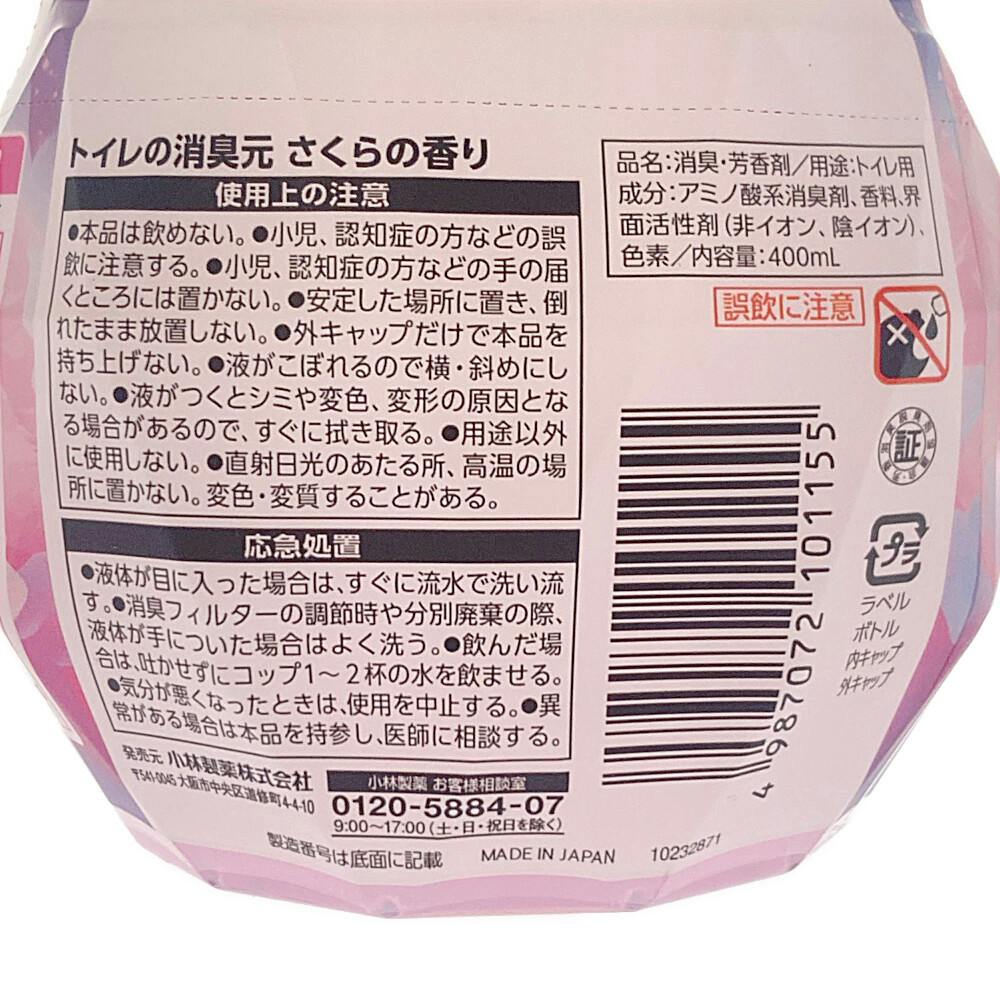 トイレの消臭元 さくらの香り
使用上の注意
●本品は飲めない。●小児、認知症の方などの誤
飲に注意する。●小児、認知症の方などの手の届
くところには置かない。●安定した場所に置き、倒
れたまま放置しない。●外キャップだけで本品を
持ち上げない。●液がこぼれるので横・斜めにし
ない。●液がつくとシミや変色、変形の原因とな
る場合があるので、すぐに拭き取る。●用途以外
に使用しない。●直射日光のあたる所、高温の場
所に置かない。変色・変質することがある。
応急処置
●液体が目に入った場合は、すぐに流水で洗い流
す。●消臭フィルターの調節時や分別廃棄の際、
液体が手についた場合はよく洗う。●飲んだ場
合は、吐かせずにコップ1〜2杯の水を飲ませる。
●気分が悪くなったときは、使用を中止する。●異
常がある場合は本品を持参し、医師に相談する。
発売元 小林製薬株式会社
〒541-0045 大阪市中央区道修町4-4-10
小林製薬 お客様相談室
0120-5884-07
9:00〜17:00（土・日・祝日を除く）
製造番号は底面に記載
MADE IN JAPAN
10232871
品名：消臭・芳香剤／用途：トイレ用
成分：アミノ酸系消臭剤、香料、界
面活性剤（非イオン、陰イオン）、
色素／内容量：400mL
誤飲に注意
証
4 987072 101155
プラ
ラベル
ボトル
内キャップ
外キャップ